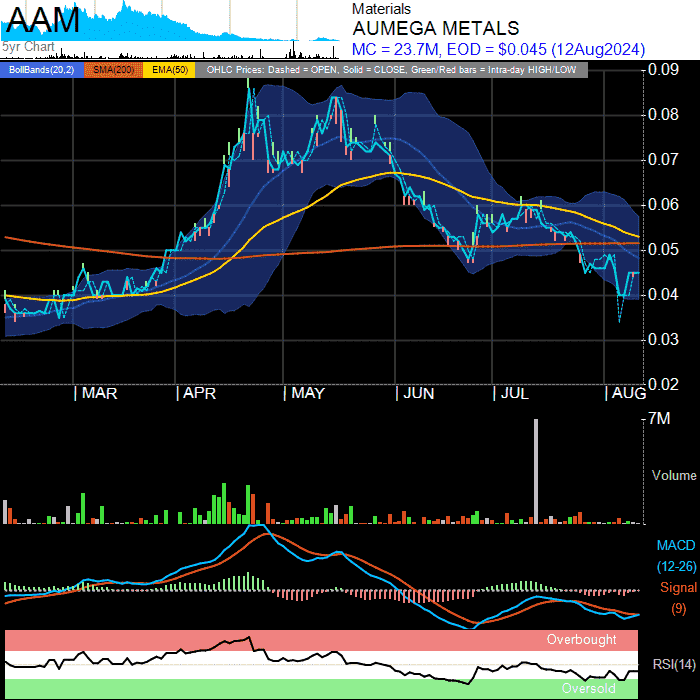 AAM
5yr Chart
Materials
AUMEGA METALS
MC = 23.7M, EOD = $0.045 (12Aug2024)
BollBands(20,2) SMA(200) EMA(50) OHLC Prices: Dashed = OPEN, Solid = CLOSE, Green/Red bars = Intra-day HIGH/LOW
0.09
0.08
0.07
0.06
0.05
0.04
0.03
0.02
MAR APR MAY JUN JUL AUG
7M
Volume
MACD
(12-26)
Signal
(9)
Overbought
RSI(14)
Oversold